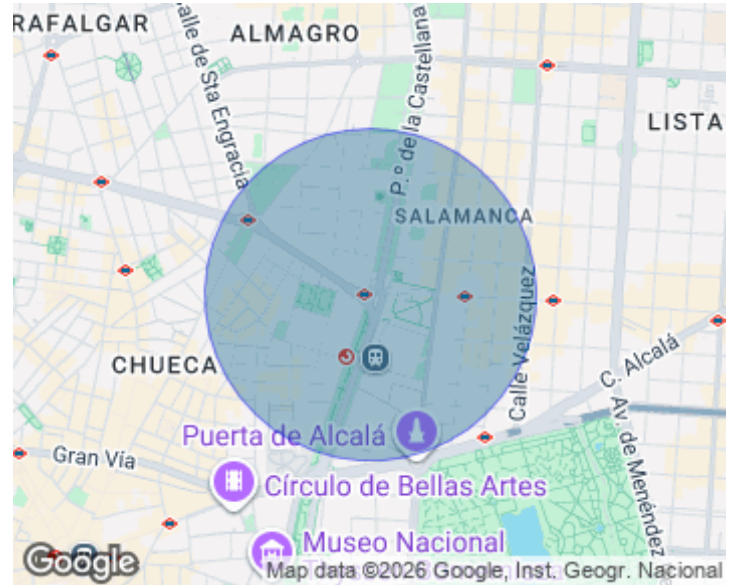 RAFALGAR
ALMAGRO
alle de Sta Engracia
P.º de la Castellana
LISTA
SALAMANCA
Calle Velázquez
CHUECA
C. Alcalá
Av. de Menéndez
Puerta de Alcalá
Gran Vía
Círculo de Bellas Artes
Museo Nacional
Google
Map data ©2026 Google, Inst. Geogr. Nacional